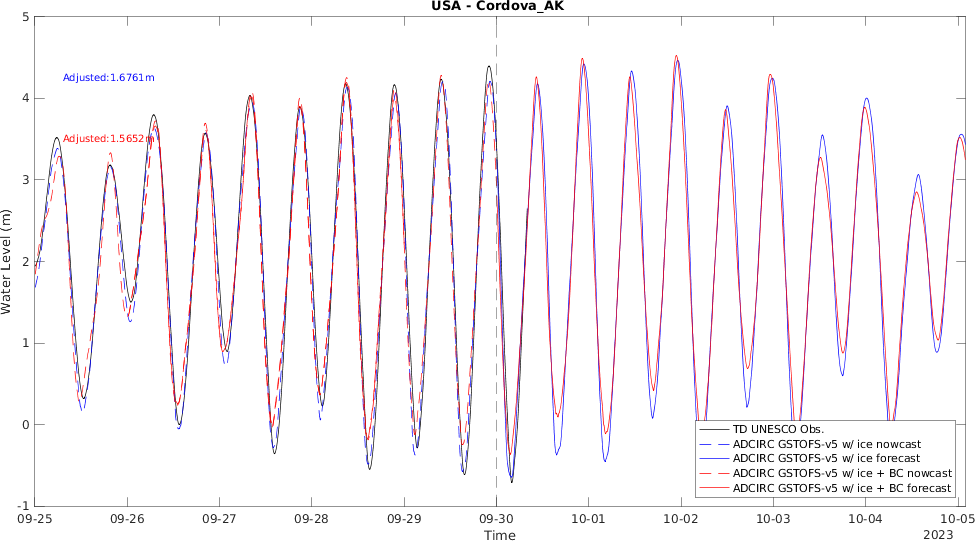 USA - Cordova_AK
5
4
3
2
1
0
-1
Water Level (m)
Adjusted:1.6761m
Adjusted:1.5652m
TD UNESCO Obs.
ADCIRC GSTOFS-v5 w/ ice nowcast
ADCIRC GSTOFS-v5 w/ ice forecast
ADCIRC GSTOFS-v5 w/ ice + BC nowcast
ADCIRC GSTOFS-v5 w/ ice + BC forecast
09-25 09-26 09-27 09-28 09-29 09-30 10-01 10-02 10-03 10-04 10-05
Time
2023